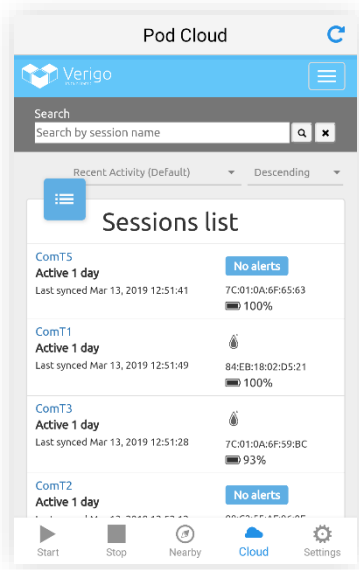 Pod Cloud
Verigo
Search
Search by session name
Recent Activity (Default)
Descending
Sessions list
ComT5
No alerts
Active 1 day
Last synced Mar 13, 2019 12:51:41
7C:01:0A:6F:65:63
100%
ComT1
Active 1 day
Last synced Mar 13, 2019 12:51:49
84:EB:18:02:D5:21
100%
ComT3
Active 1 day
Last synced Mar 13, 2019 12:51:28
7C:01:0A:6F:59:BC
93%
ComT2
No alerts
Active 1 day
Start
Stop
Nearby
Cloud
Settings